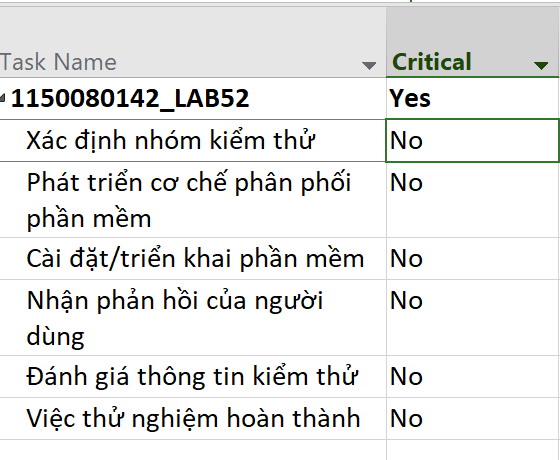 Task Name Critical
1150080142_LAB52 Yes
Xác định nhóm kiểm thử No
Phát triển cơ chế phân phối No
phần mềm
Cài đặt/triển khai phần mềm No
Nhận phản hồi của người No
dùng
Đánh giá thông tin kiểm thử No
Việc thử nghiệm hoàn thành No